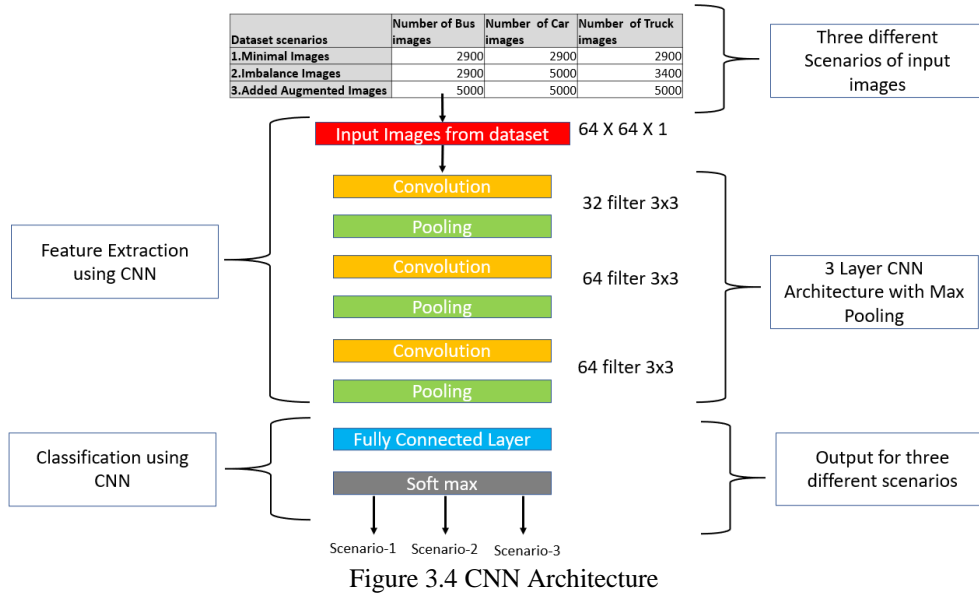 Dataset scenarios Number of Bus images Number of Car images Number of Truck images
1.Minimal Images 2900 2900 2900
2.Imbalance Images 2900 5000 3400
3.Added Augmented Images 5000 5000 5000
Three different
Scenarios of input
images
Input Images from dataset
64 X 64 X 1
Convolution
32 filter 3x3
Pooling
Feature Extraction
using CNN
Convolution
64 filter 3x3
Pooling
3 Layer CNN
Architecture with Max
Pooling
Convolution
64 filter 3x3
Pooling
Fully Connected Layer
Classification using
CNN
Soft max
Output for three
different scenarios
Scenario-1 Scenario-2 Scenario-3
Figure 3.4 CNN Architecture